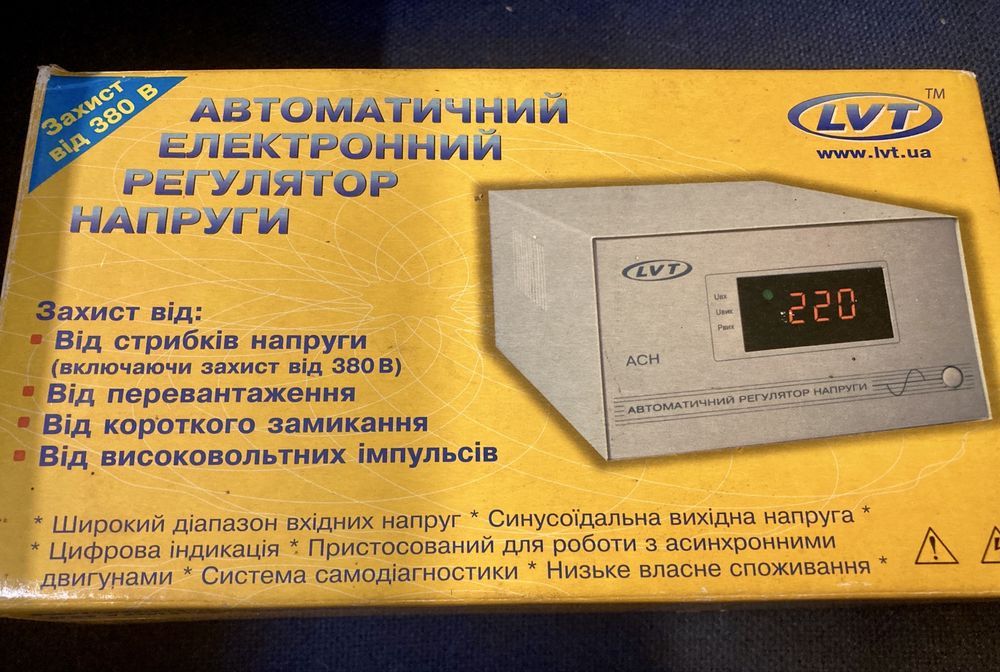 Захист
від 380 В
АВТОМАТИЧНИЙ
ЕЛЕКТРОННИЙ
РЕГУЛЯТОР
НАПРУГИ
LVT TM
www.lvt.ua
LVT
Uвх
Uвих
Рвих
220
АСН
АВТОМАТИЧНИЙ РЕГУЛЯТОР НАПРУГИ
Захист від:
Від стрибків напруги
(включаючи захист від 380 В)
Від перевантаження
Від короткого замикання
Від високовольтних імпульсів
* Широкий діапазон вхідних напруг * Синусоїдальна вихідна напруга *
* Цифрова індикація * Пристосований для роботи з асинхронними
двигунами * Система самодіагностики * Низьке власне споживання *